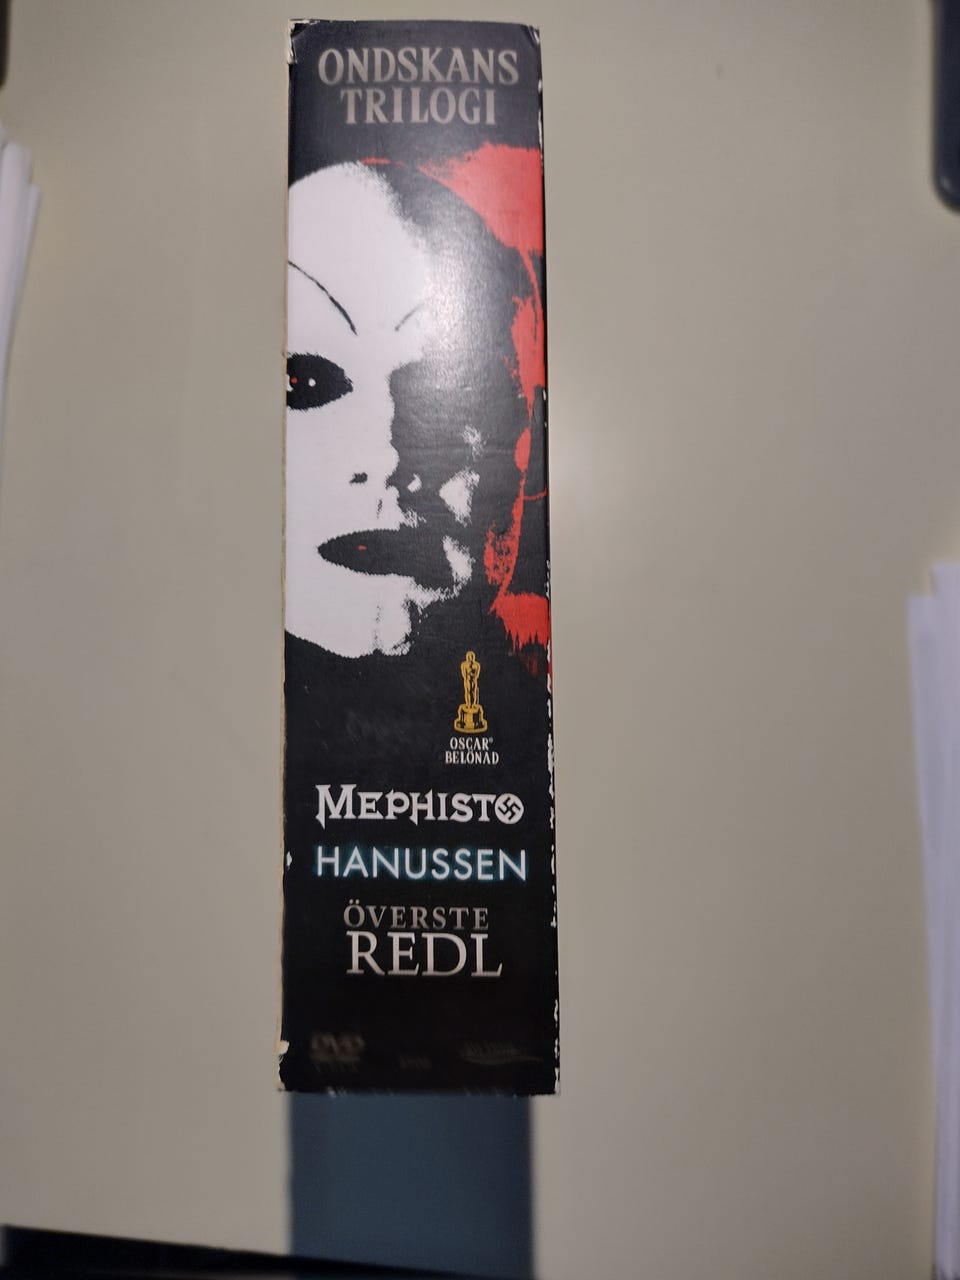 ONDSKANS
TRILOGI
OSCAR®
BELÖNAD
MEPHISTO
HANUSSEN
ÖVERSTE
REDL
DVD